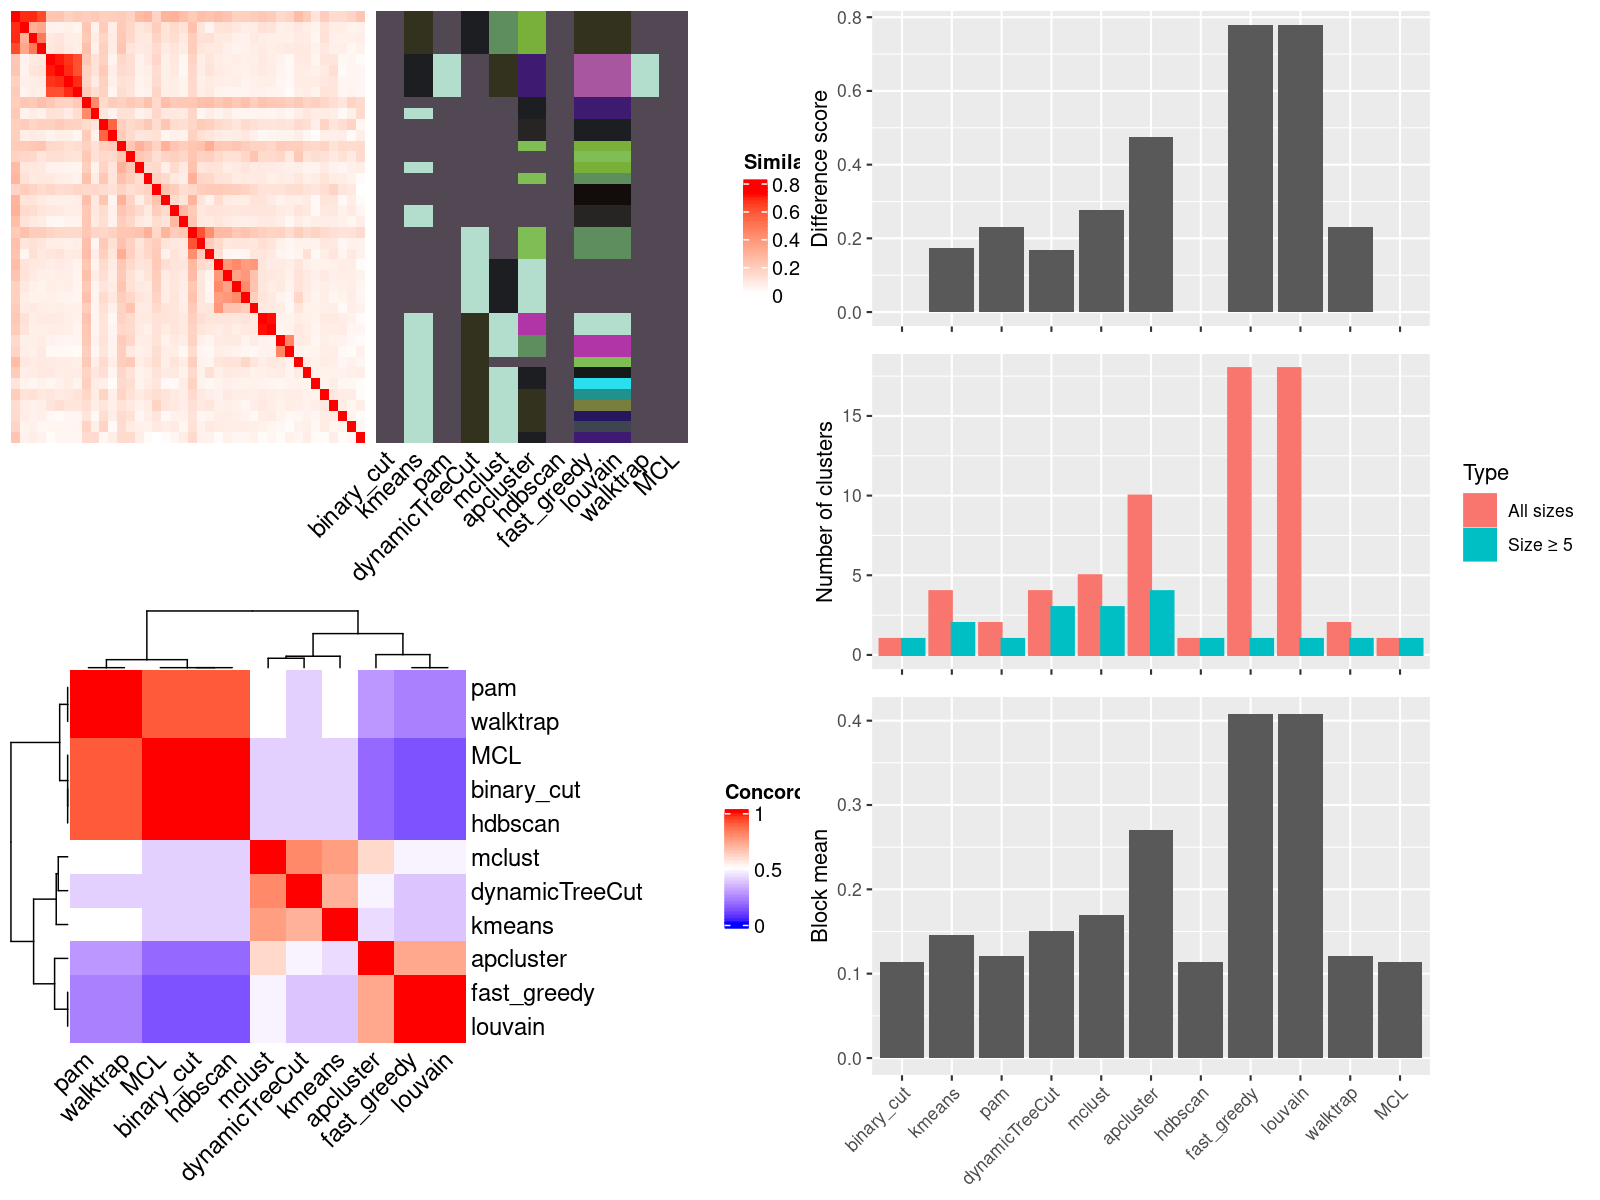 Simila
0.8
0.6
0.4
0.2
0
binary_cut
kmeans
pam
dynamicTreeCut
mclust
apcluster
hdbscan
fast_greedy
louvain
walktrap
MCL
pam
walktrap
MCL
binary_cut
hdbscan
mclust
dynamicTreeCut
kmeans
apcluster
fast_greedy
louvain
pam
walktrap
MCL
binary_cut
hdbscan
mclust
dynamicTreeCut
kmeans
apcluster
fast_greedy
louvain
Concord
1
0.5
0
Difference score
0.8
0.6
0.4
0.2
0.0
Number of clusters
15
10
5
0
Type
All sizes
Size ≥ 5
Block mean
0.4
0.3
0.2
0.1
0.0
binary_cut
kmeans
pam
dynamicTreeCut
mclust
apcluster
hdbscan
fast_greedy
louvain
walktrap
MCL